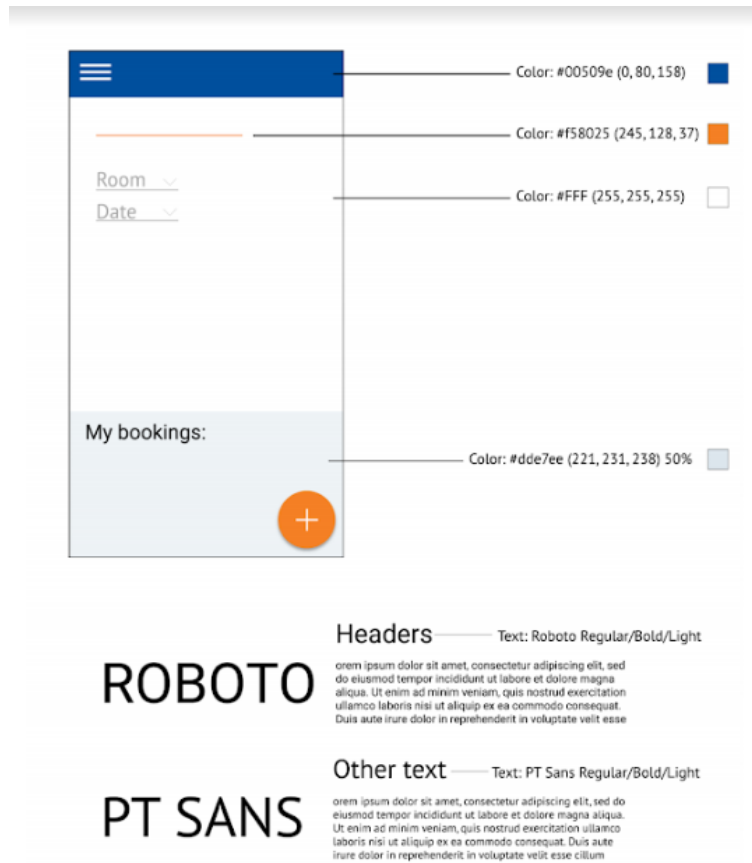 Color: #00509e (0, 80, 158)
Color: #f58025 (245, 128, 37)
Room
Color: #FFF (255, 255, 255)
Date
My bookings:
Color: #dde7ee (221, 231, 238) 50%
+
Headers
Text: Roboto Regular/Bold/Light
ROBOTO
orem ipsum dolor sit amet, consectetur adipiscing elit, sed
do eiusmod tempor incididunt ut labore et dolore magna
aliqua. Ut enim ad minim veniam, quis nostrud exercitation
ullamco laboris nisi ut aliquip ex ea commodo consequat.
Duis aute irure dolor in reprehenderit in voluptate velit esse
Other text
Text: PT Sans Regular/Bold/Light
PT SANS
orem ipsum dolor sit amet, consectetur adipiscing elit, sed do
eiusmod tempor incididunt ut labore et dolore magna aliqua.
Ut enim ad minim veniam, quis nostrud exercitation ullamco
laboris nisi ut aliquip ex ea commodo consequat. Duis aute
irure dolor in reprehenderit in voluptate velit esse cillum